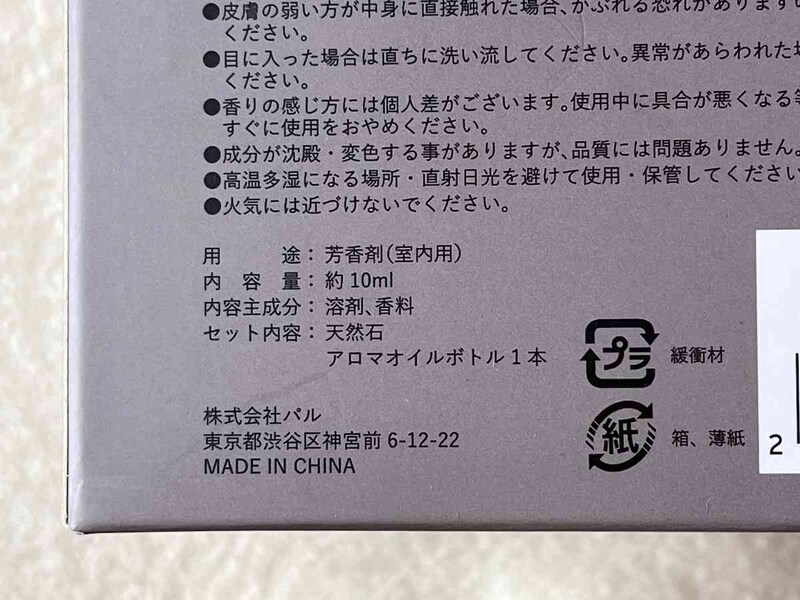 ●皮膚の弱い方が中身に直接触れた場合、かぶれる恐れがあります
ください。
●目に入った場合は直ちに洗い流してください。異常があらわれた
ください。
●香りの感じ方には個人差がございます。使用中に具合が悪くなる
すぐに使用をおやめください。
●成分が沈殿・変色する事がありますが、品質には問題ありません。
●高温多湿になる場所・直射日光を避けて使用・保管してください
●火気には近づけないでください。
用 途：芳香剤（室内用）
内 容 量：約10ml
内容主成分：溶剤、香料
セット内容：天然石
アロマオイルボトル1本
プラ 緩衝材
株式会社パル
東京都渋谷区神宮前 6-12-22
紙 箱、薄紙
MADE IN CHINA
2